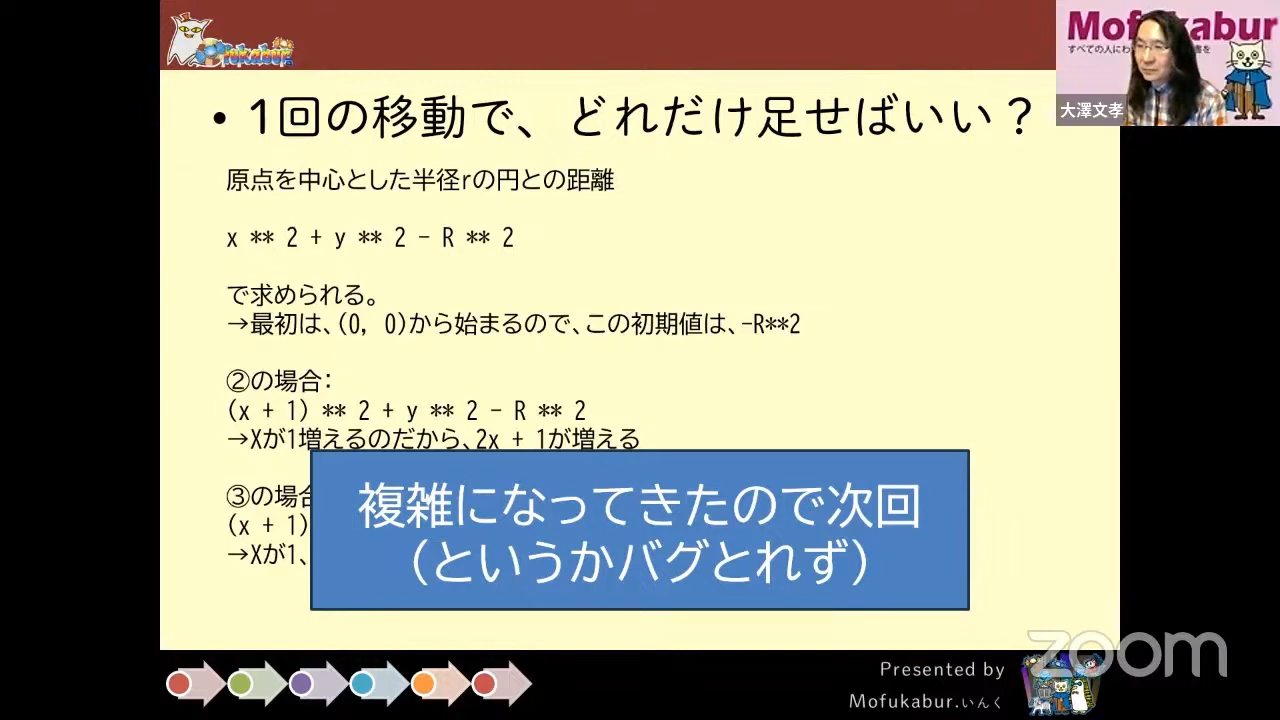 Mofukabur
Mofukabur
すべての人にわ
書を
大澤文孝
• 1回の移動で、どれだけ足せばいい？
原点を中心とした半径rの円との距離
x ** 2 + y ** 2 - R ** 2
で求められる。
→最初は、(0, 0)から始まるので、この初期値は、-R**2
②の場合：
(x + 1) ** 2 + y ** 2 - R ** 2
→Xが1増えるのだから、2x + 1が増える
③の場合
(x + 1)
→Xが1、
複雑になってきたので次回
（というかバグとれず）
zoom
Presented by
Mofukabur.いんく